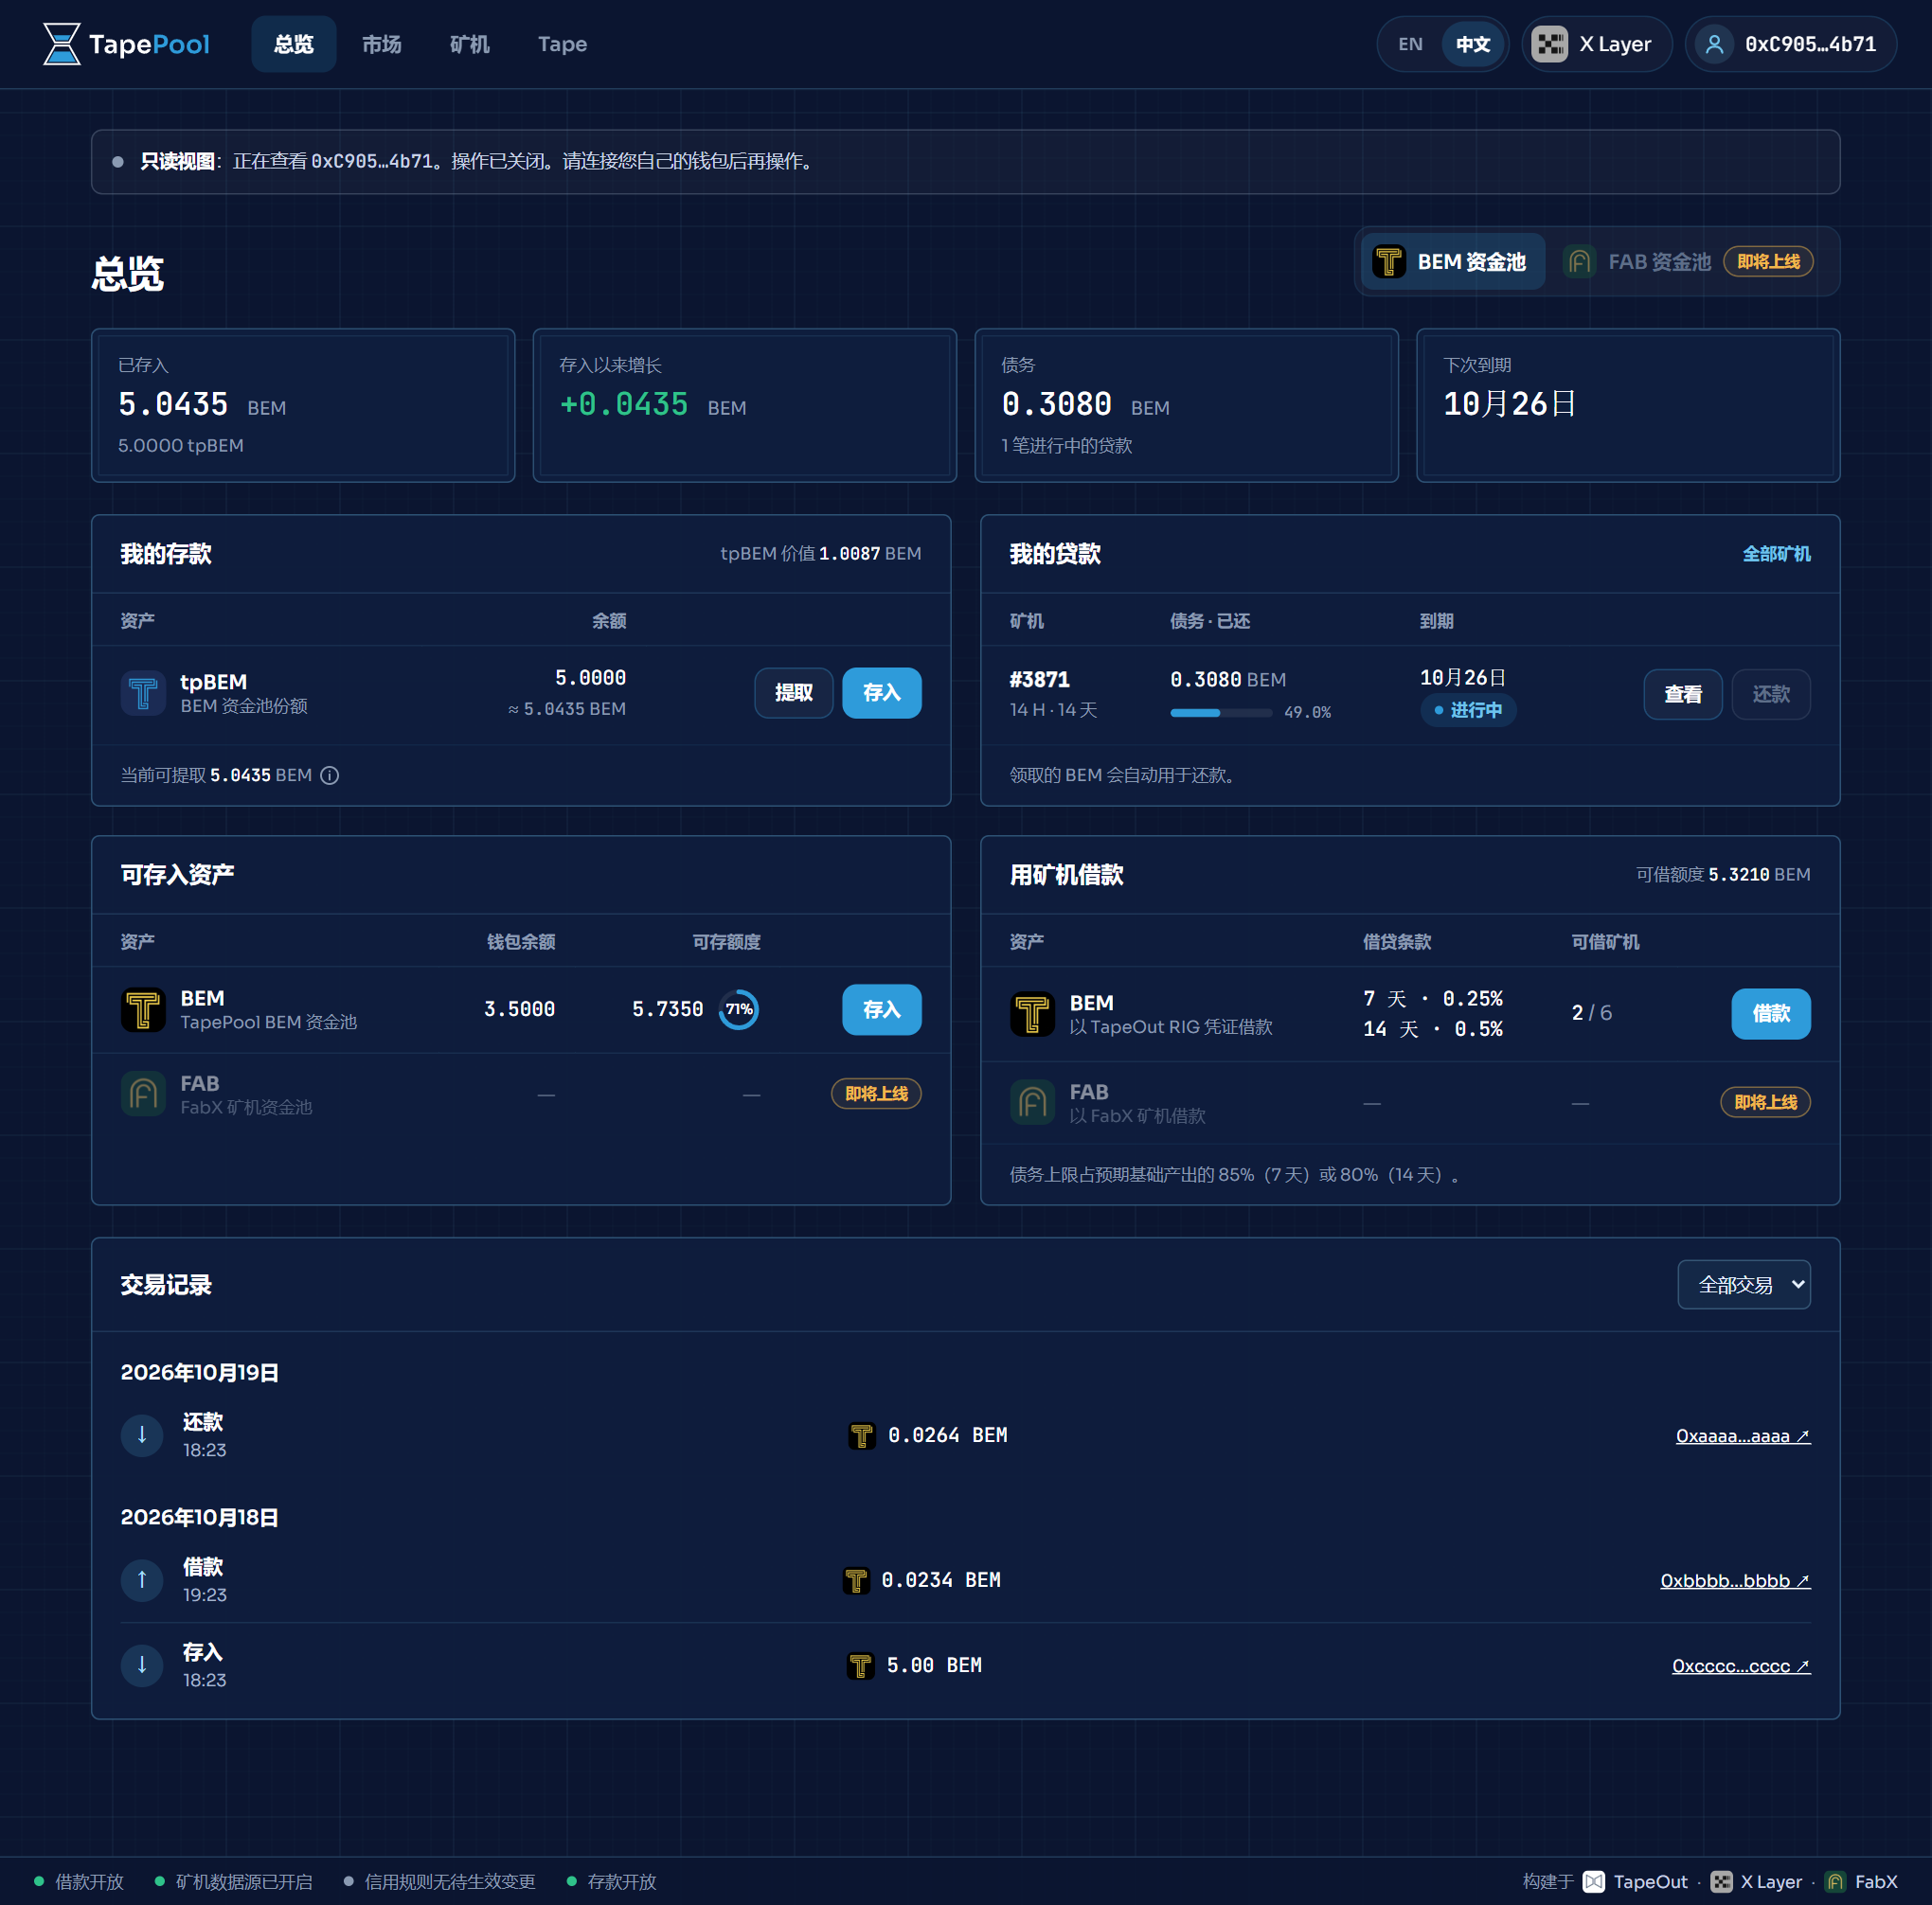 TapePool 总览 市场 矿机 Tape EN 中文 X Layer 0xC905…4b71
只读视图：正在查看 0xC905…4b71。操作已关闭。请连接您自己的钱包后再操作。
总览
BEM 资金池 FAB 资金池 即将上线
已存入
5.0435 BEM
5.0000 tpBEM
存入以来增长
+0.0435 BEM
债务
0.3080 BEM
1 笔进行中的贷款
下次到期
10月26日
我的存款 tpBEM 价值 1.0087 BEM
资产 余额
tpBEM
BEM 资金池份额
5.0000
≈ 5.0435 BEM
提取 存入
当前可提取 5.0435 BEM
我的贷款 全部矿机
矿机 债务 · 已还 到期
#3871
14 H · 14 天
0.3080 BEM
49.0%
10月26日
进行中
查看 还款
领取的 BEM 会自动用于还款。
可存入资产
资产 钱包余额 可存额度
BEM
TapePool BEM 资金池
3.5000 5.7350 71% 存入
FAB
FabX 矿机资金池
— — 即将上线
用矿机借款 可借额度 5.3210 BEM
资产 借贷条款 可借矿机
BEM
以 TapeOut RIG 凭证借款
7 天 · 0.25%
14 天 · 0.5%
2 / 6 借款
FAB
以 FabX 矿机借款
— — 即将上线
债务上限占预期基础产出的 85%（7 天）或 80%（14 天）。
交易记录 全部交易
2026年10月19日
还款
18:23
0.0264 BEM 0xaaaa…aaaa ↗
2026年10月18日
借款
19:23
0.0234 BEM 0xbbbb…bbbb ↗
存入
18:23
5.00 BEM 0xcccc…cccc ↗
借款开放 矿机数据源已开启 信用规则无待生效变更 存款开放 构建于 TapeOut · X Layer · FabX